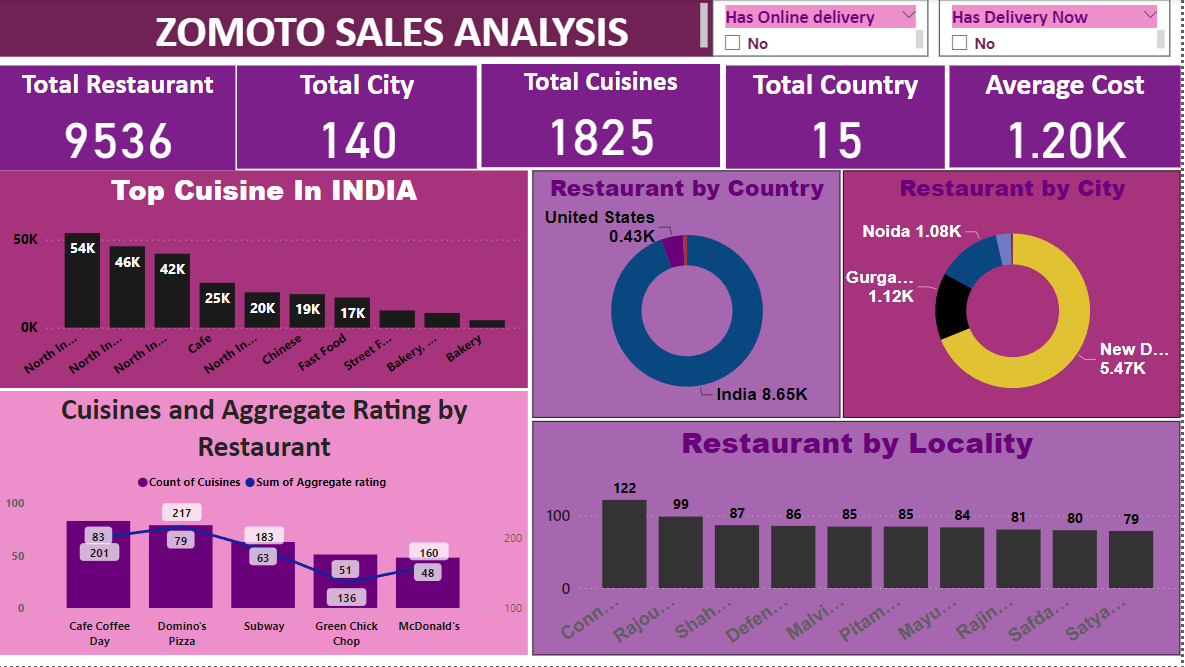 ZOMOTO SALES ANALYSIS
Has Online delivery
No
Has Delivery Now
No
Total Restaurant
9536
Total City
140
Total Cuisines
1825
Total Country
15
Average Cost
1.20K
Top Cuisine In INDIA
50K
0K
54K
46K
42K
25K
20K
19K
17K
North In...
North In...
North In...
Cafe
North In...
Chinese
Fast Food
Street F...
Bakery, ...
Bakery
Restaurant by Country
United States
0.43K
India 8.65K
Restaurant by City
Noida 1.08K
Gurga...
1.12K
New D...
5.47K
Cuisines and Aggregate Rating by
Restaurant
Count of Cuisines
Sum of Aggregate rating
100
50
0
200
100
83
201
217
79
183
63
51
136
160
48
Cafe Coffee
Day
Domino's
Pizza
Subway
Green Chick
Chop
McDonald's
Restaurant by Locality
100
0
122
99
87
86
85
85
84
81
80
79
Conn...
Rajou...
Shah...
Defen...
Malvi...
Pitam...
Mayu...
Rajin...
Safda...
Satya...